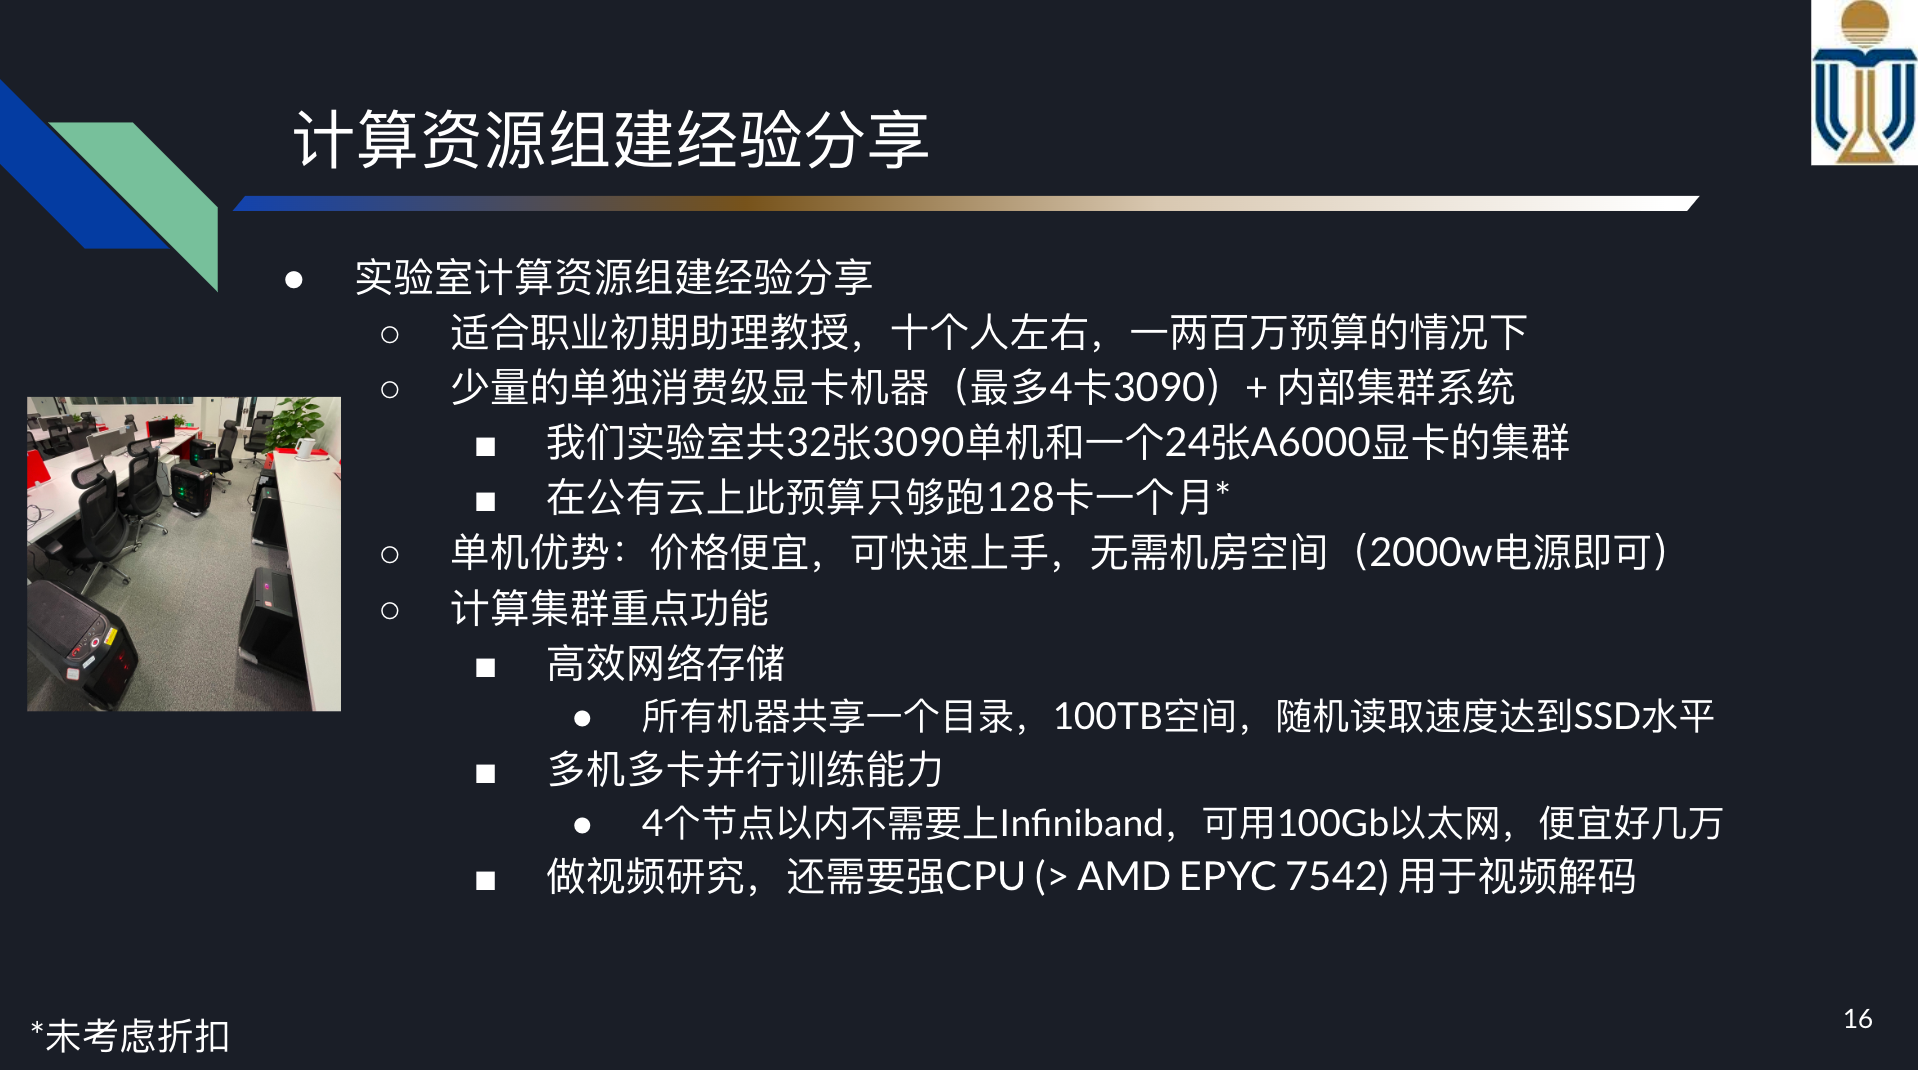 计算资源组建经验分享
● 实验室计算资源组建经验分享
○ 适合职业初期助理教授，十个人左右，一两百万预算的情况下
○ 少量的单独消费级显卡机器（最多4卡3090）+ 内部集群系统
■ 我们实验室共32张3090单机和一个24张A6000显卡的集群
■ 在公有云上此预算只够跑128卡一个月*
○ 单机优势：价格便宜，可快速上手，无需机房空间（2000w电源即可）
○ 计算集群重点功能
■ 高效网络存储
● 所有机器共享一个目录，100TB空间，随机读取速度达到SSD水平
■ 多机多卡并行训练能力
● 4个节点以内不需要上Infiniband，可用100Gb以太网，便宜好几万
■ 做视频研究，还需要强CPU (> AMD EPYC 7542) 用于视频解码
*未考虑折扣
16